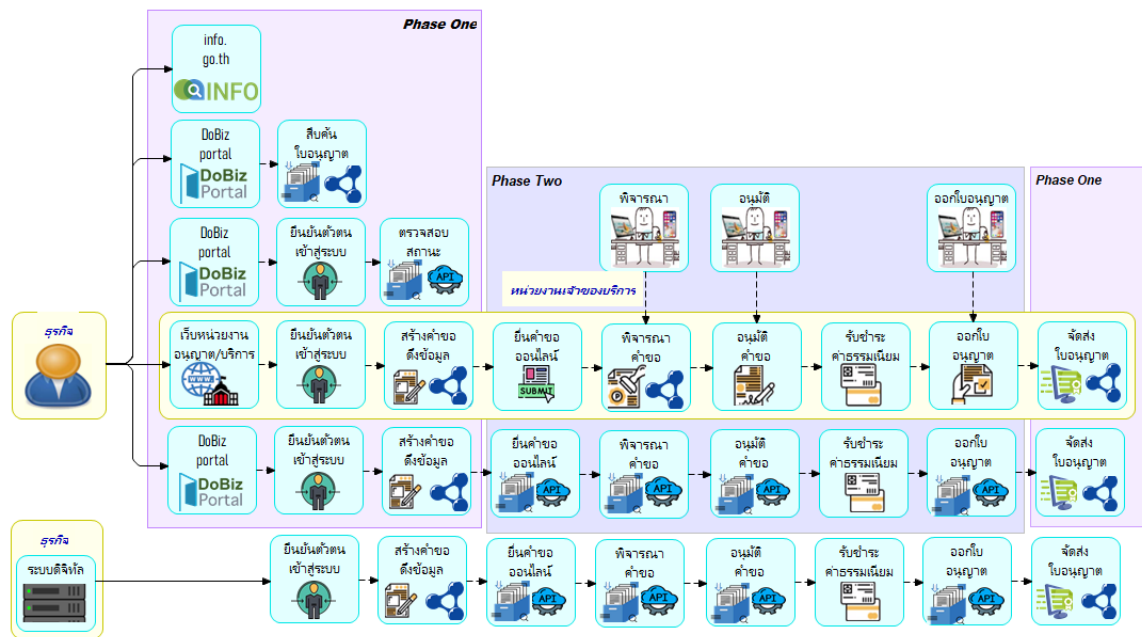 Phase One
info.
go.th
INFO
DoBiz
portal
DoBiz
Portal
สืบค้น
ใบอนุญาต
Phase Two
Phase One
พิจารณา
อนุมัติ
ออกใบอนุญาต
DoBiz
portal
DoBiz
Portal
ยืนยันตัวตน
เข้าสู่ระบบ
ตรวจสอบ
สถานะ
API
หน่วยงานเจ้าของบริการ
ธุรกิจ
เว็บหน่วยงาน
อนุญาต/บริการ
WWW
ยืนยันตัวตน
เข้าสู่ระบบ
สร้างคำขอ
ดึงข้อมูล
ยื่นคำขอ
ออนไลน์
SUBMIT
พิจารณา
คำขอ
P
อนุมัติ
คำขอ
รับชำระ
ค่าธรรมเนียม
ออกใบ
อนุญาต
จัดส่ง
ใบอนุญาต
DoBiz
portal
DoBiz
Portal
ยืนยันตัวตน
เข้าสู่ระบบ
สร้างคำขอ
ดึงข้อมูล
ยื่นคำขอ
ออนไลน์
API
พิจารณา
คำขอ
API
อนุมัติ
คำขอ
API
รับชำระ
ค่าธรรมเนียม
ออกใบ
อนุญาต
API
จัดส่ง
ใบอนุญาต
ธุรกิจ
ระบบดิจิทัล
ยืนยันตัวตน
เข้าสู่ระบบ
สร้างคำขอ
ดึงข้อมูล
ยื่นคำขอ
ออนไลน์
API
พิจารณา
คำขอ
API
อนุมัติ
คำขอ
API
รับชำระ
ค่าธรรมเนียม
ออกใบ
อนุญาต
API
จัดส่ง
ใบอนุญาต